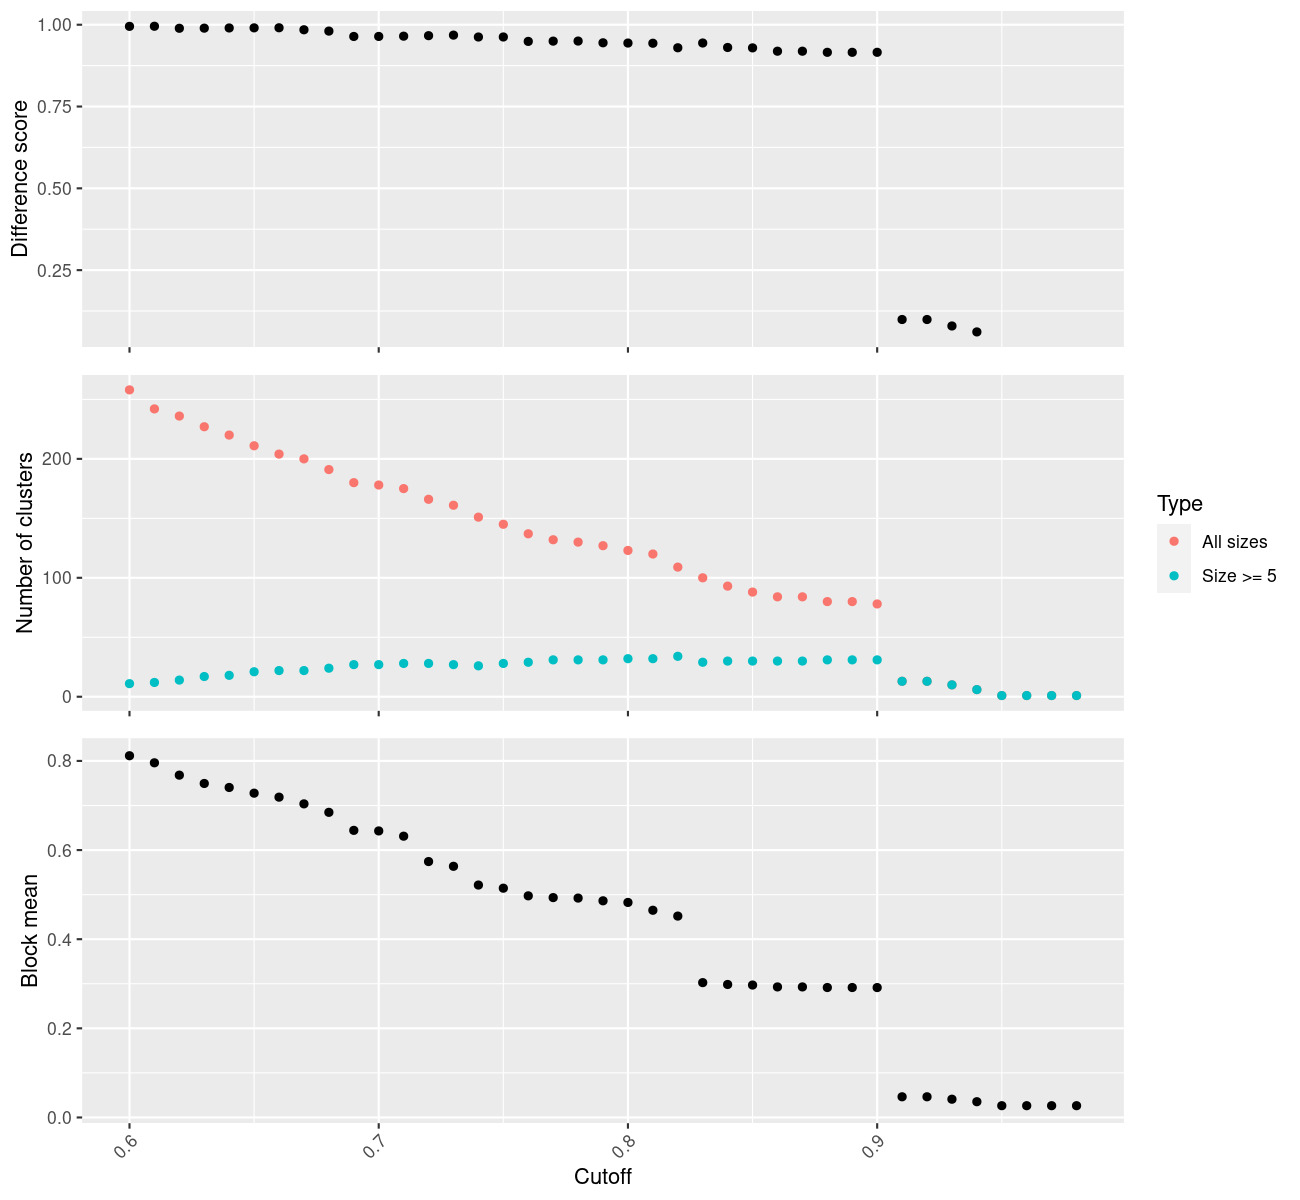 Difference score
1.00
0.75
0.50
0.25
Number of clusters
200
100
0
Type
All sizes
Size >= 5
Block mean
0.8
0.6
0.4
0.2
0.0
0.6 0.7 0.8 0.9
Cutoff